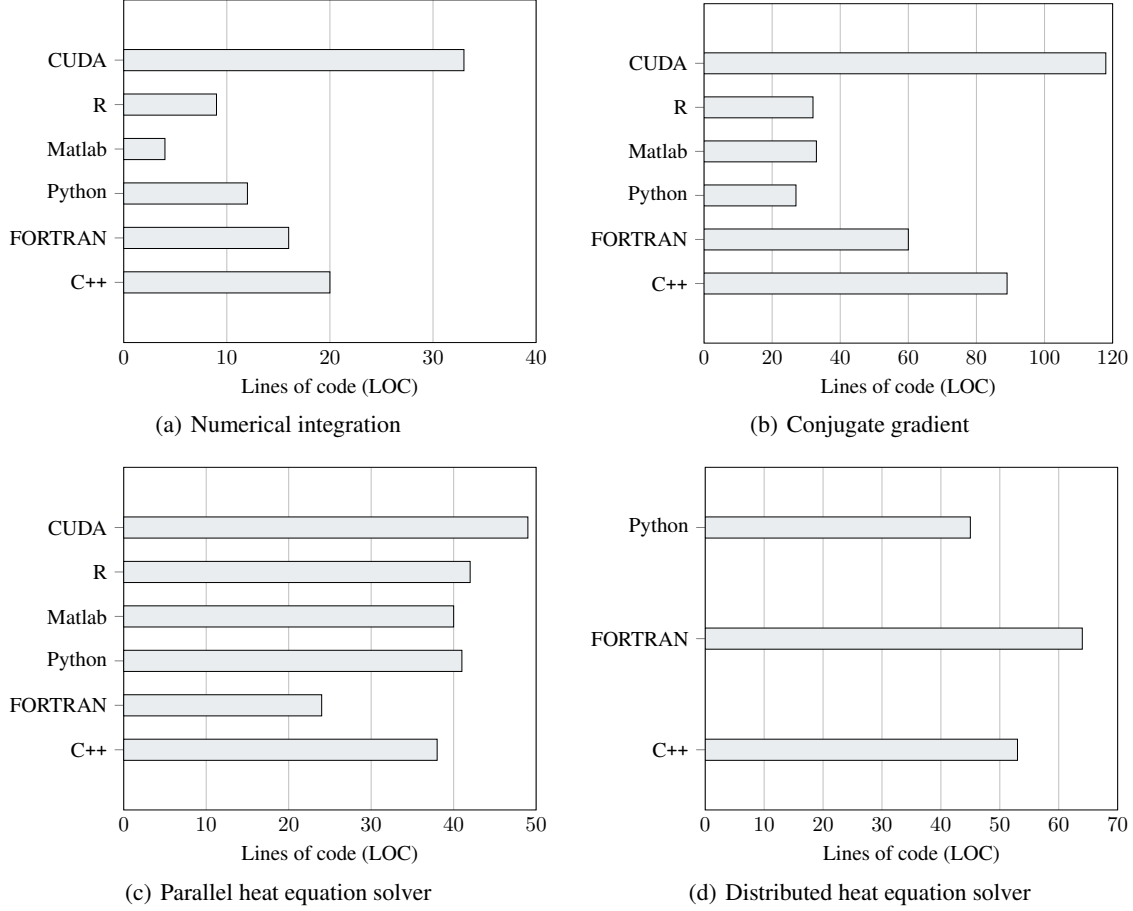 CUDA
R
Matlab
Python
FORTRAN
C++
0 10 20 30 40
Lines of code (LOC)
(a) Numerical integration
CUDA
R
Matlab
Python
FORTRAN
C++
0 20 40 60 80 100 120
Lines of code (LOC)
(b) Conjugate gradient
CUDA
R
Matlab
Python
FORTRAN
C++
0 10 20 30 40 50
Lines of code (LOC)
(c) Parallel heat equation solver
Python
FORTRAN
C++
0 10 20 30 40 50 60 70
Lines of code (LOC)
(d) Distributed heat equation solver